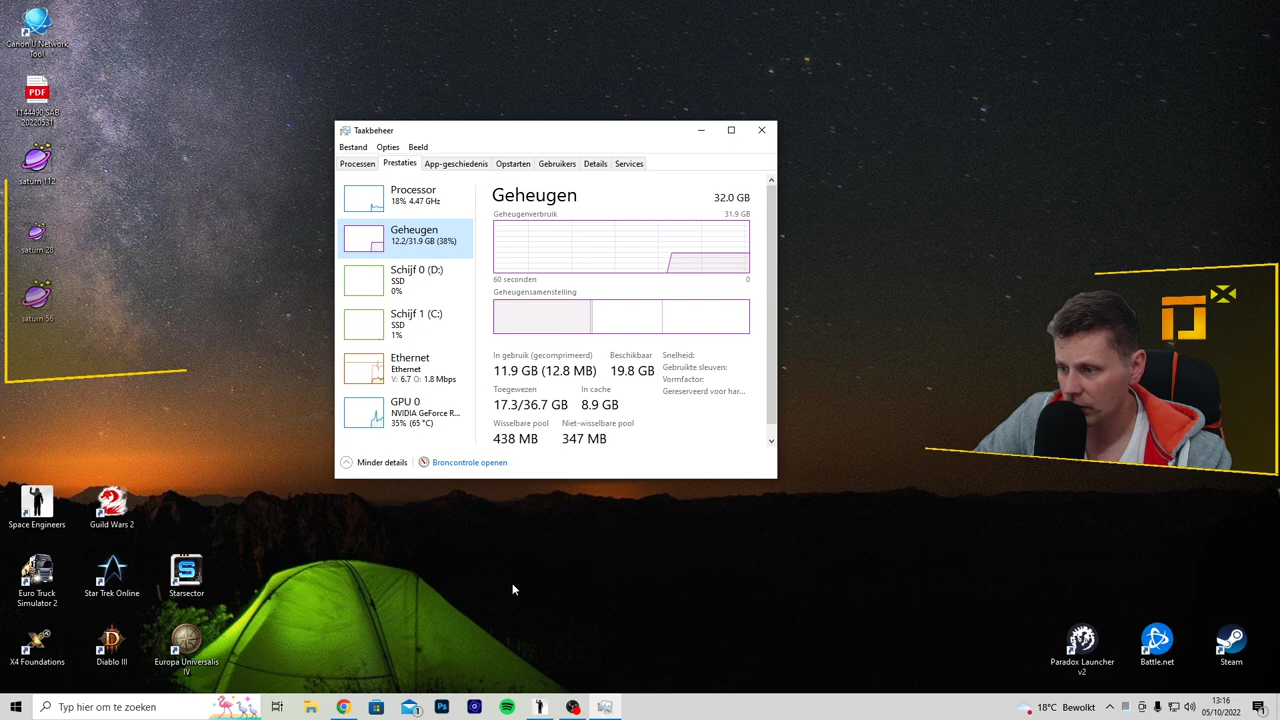 Canon IJ Network
Tool
PDF
1144490 SAB
20220531
saturn 112
saturn 28
saturn 56
Taakbeheer
Bestand Opties Beeld
Processen Prestaties App-geschiedenis Opstarten Gebruikers Details Services
Processor
18% 4.47 GHz
Geheugen
12.2/31.9 GB (38%)
Schijf 0 (D:)
SSD
0%
Schijf 1 (C:)
SSD
1%
Ethernet
Ethernet
V: 6.7 O: 1.8 Mbps
GPU 0
NVIDIA GeForce R...
35% (65 °C)
Geheugen 32.0 GB
Geheugenverbruik 31.9 GB
60 seconden 0
Geheugensamenstelling
In gebruik (gecomprimeerd) Beschikbaar
11.9 GB (12.8 MB) 19.8 GB
Toegewezen In cache
17.3/36.7 GB 8.9 GB
Wisselbare pool Niet-wisselbare pool
438 MB 347 MB
Snelheid:
Gebruikte sleuven:
Vormfactor:
Gereserveerd voor har...
Minder details Broncontrole openen
Space Engineers
Guild Wars 2
Euro Truck
Simulator 2
Star Trek Online
Starsector
X4 Foundations
Diablo III
Europa Universalis
IV
Paradox Launcher
v2
Battle.net
Steam
Typ hier om te zoeken
18°C Bewolkt
13:16
05/10/2022